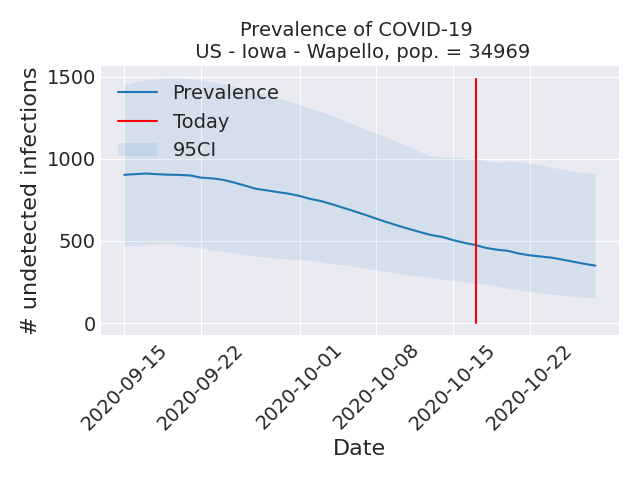 Prevalence of COVID-19
US - Iowa - Wapello, pop. = 34969
# undetected infections
1500
1000
500
0
Prevalence
Today
95CI
2020-09-15
2020-09-22
2020-10-01
2020-10-08
2020-10-15
2020-10-22
Date